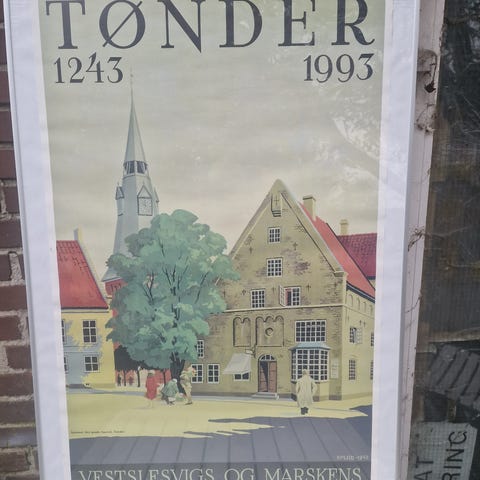 TØNDER
1243 1993
VESTSLESVIGS OG MARSKENS